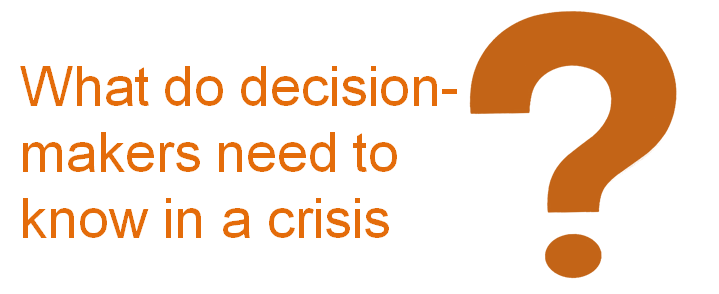 What do decision-
makers need to
know in a crisis ?